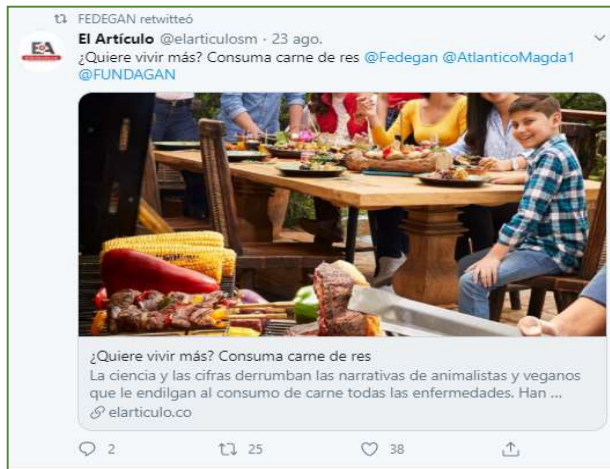 FEDEGAN retwitteó
El Artículo @elarticulosm · 23 ago.
¿Quiere vivir más? Consuma carne de res @Fedegan @AtlanticoMagda1
@FUNDAGAN
¿Quiere vivir más? Consuma carne de res
La ciencia y las cifras derrumban las narrativas de animalistas y veganos
que le endilgan al consumo de carne todas las enfermedades. Han ...
elarticulo.co
2 25 38